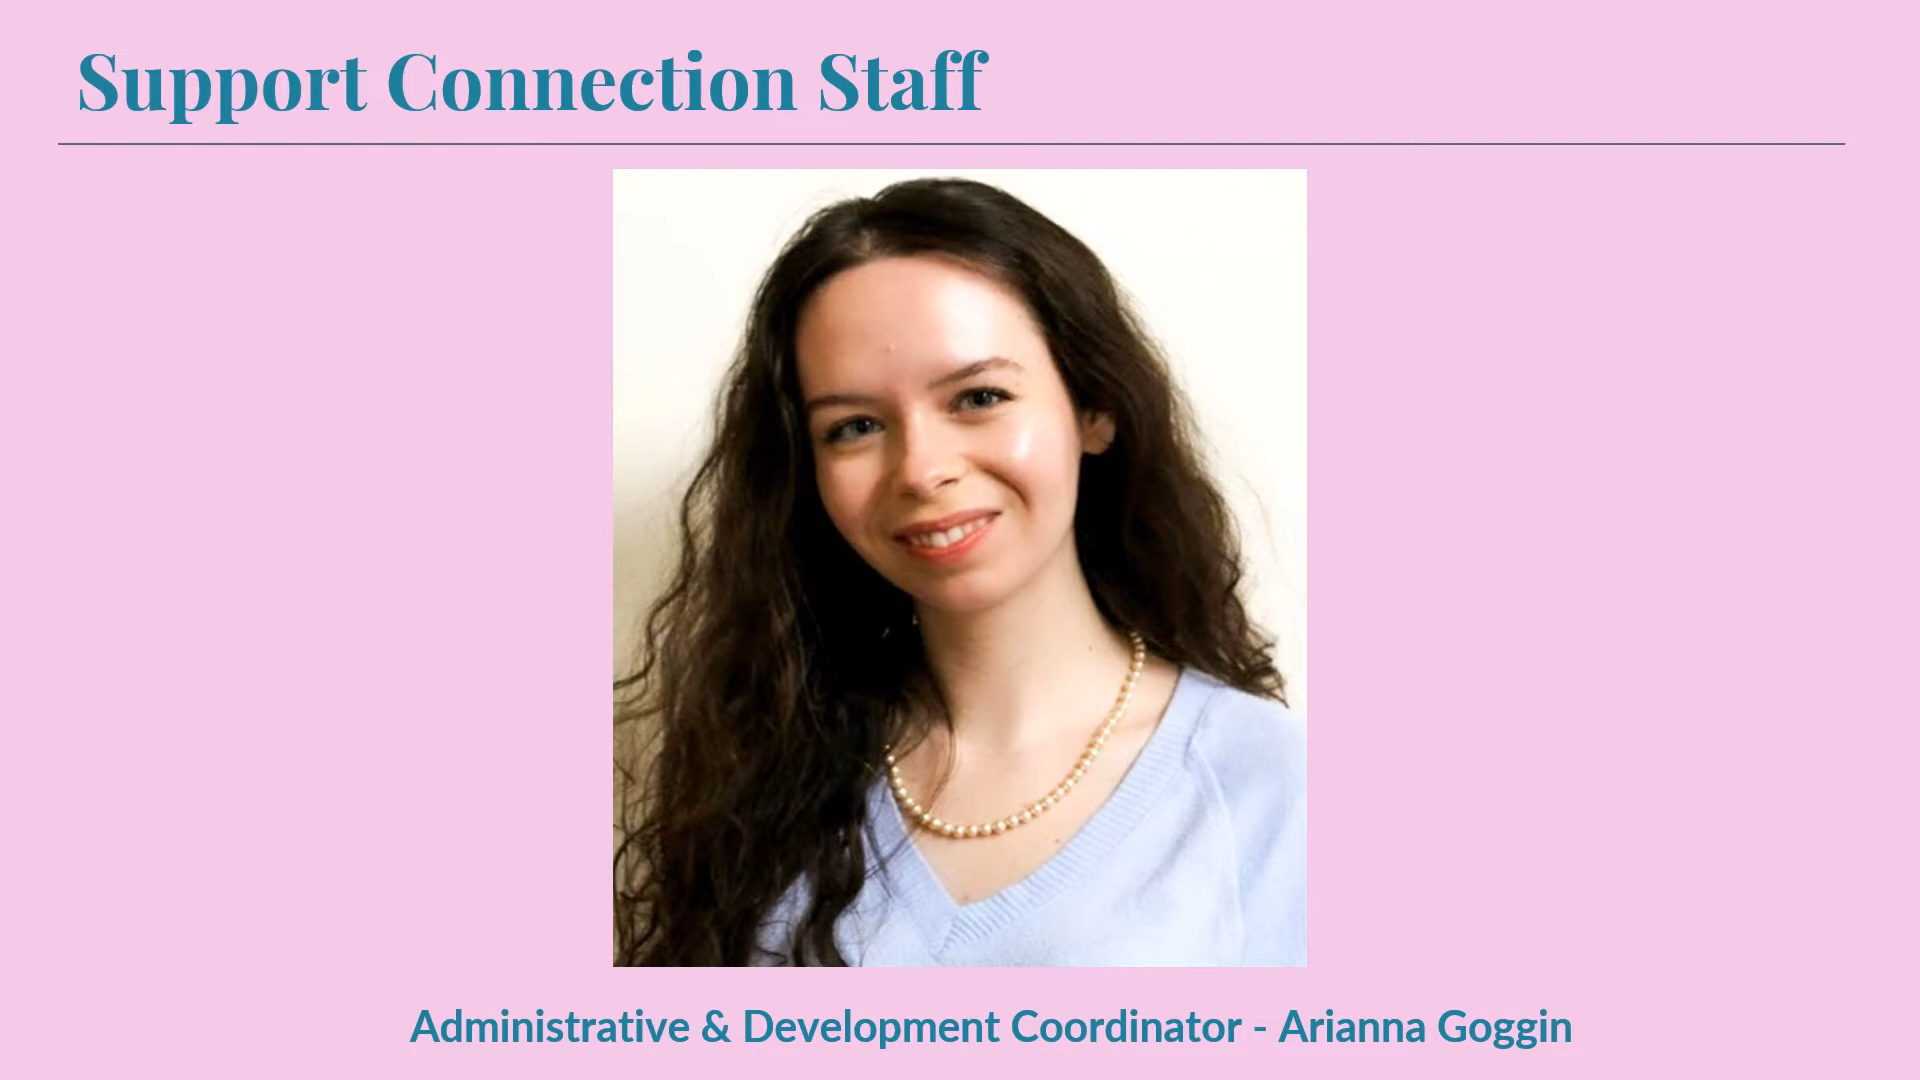 Support Connection Staff
Administrative & Development Coordinator - Arianna Goggin